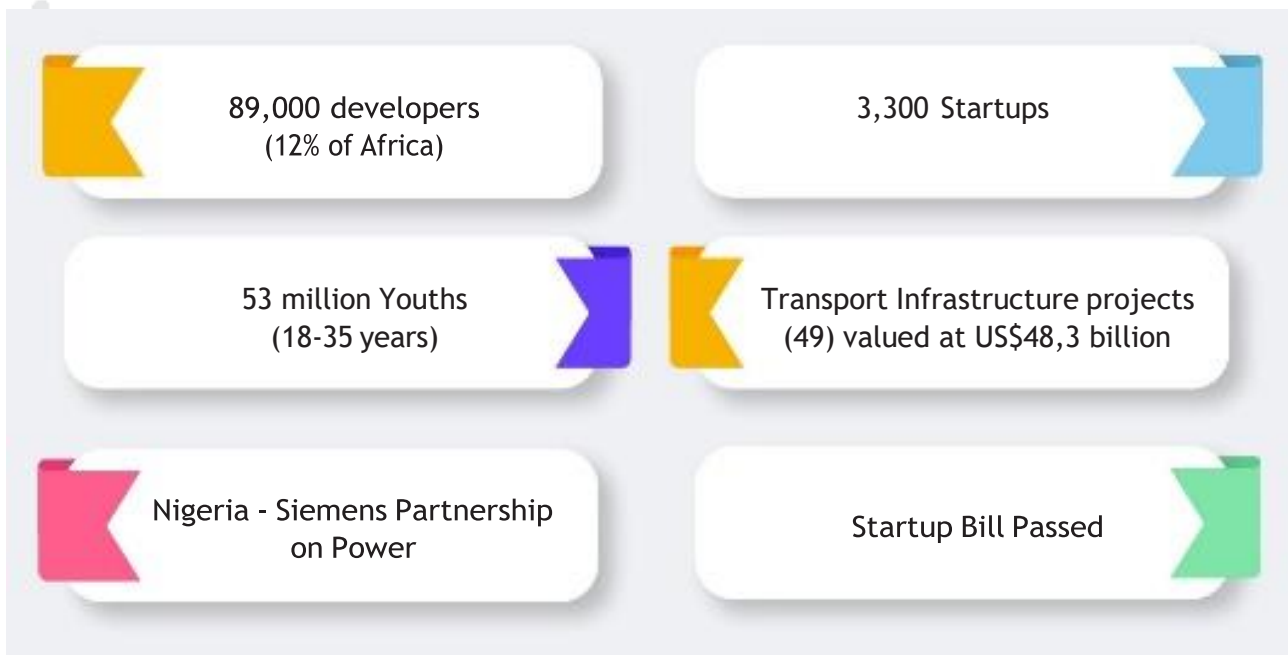 89,000 developers
(12% of Africa)
3,300 Startups
53 million Youths
(18-35 years)
Transport Infrastructure projects
(49) valued at US$48,3 billion
Nigeria - Siemens Partnership
on Power
Startup Bill Passed